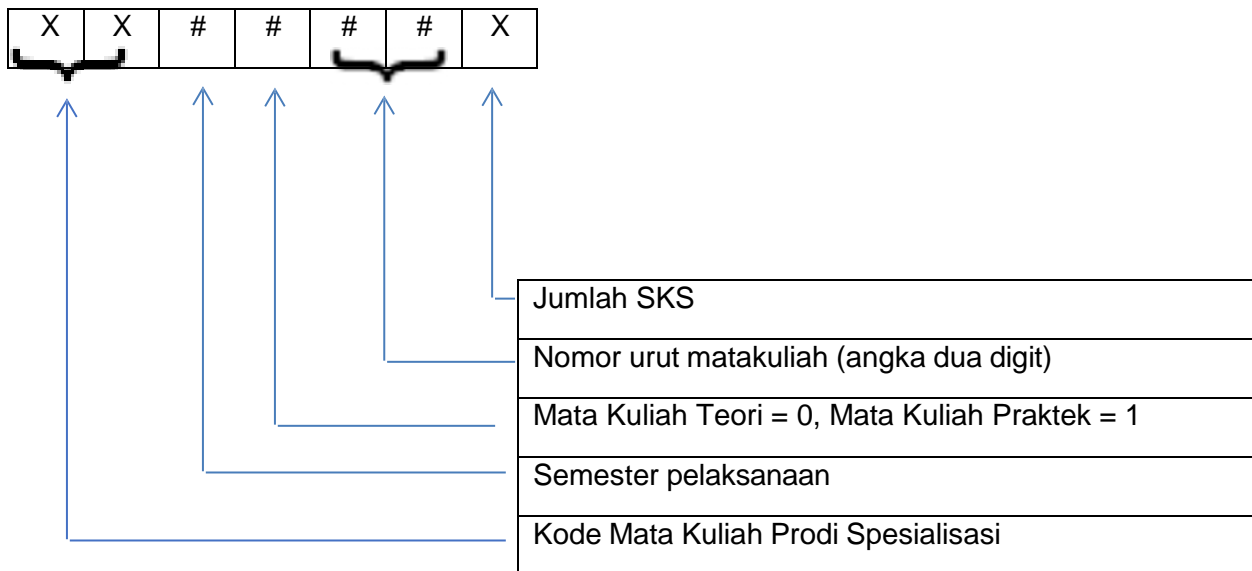 X X # # # # X
Jumlah SKS
Nomor urut matakuliah (angka dua digit)
Mata Kuliah Teori = 0, Mata Kuliah Praktek = 1
Semester pelaksanaan
Kode Mata Kuliah Prodi Spesialisasi